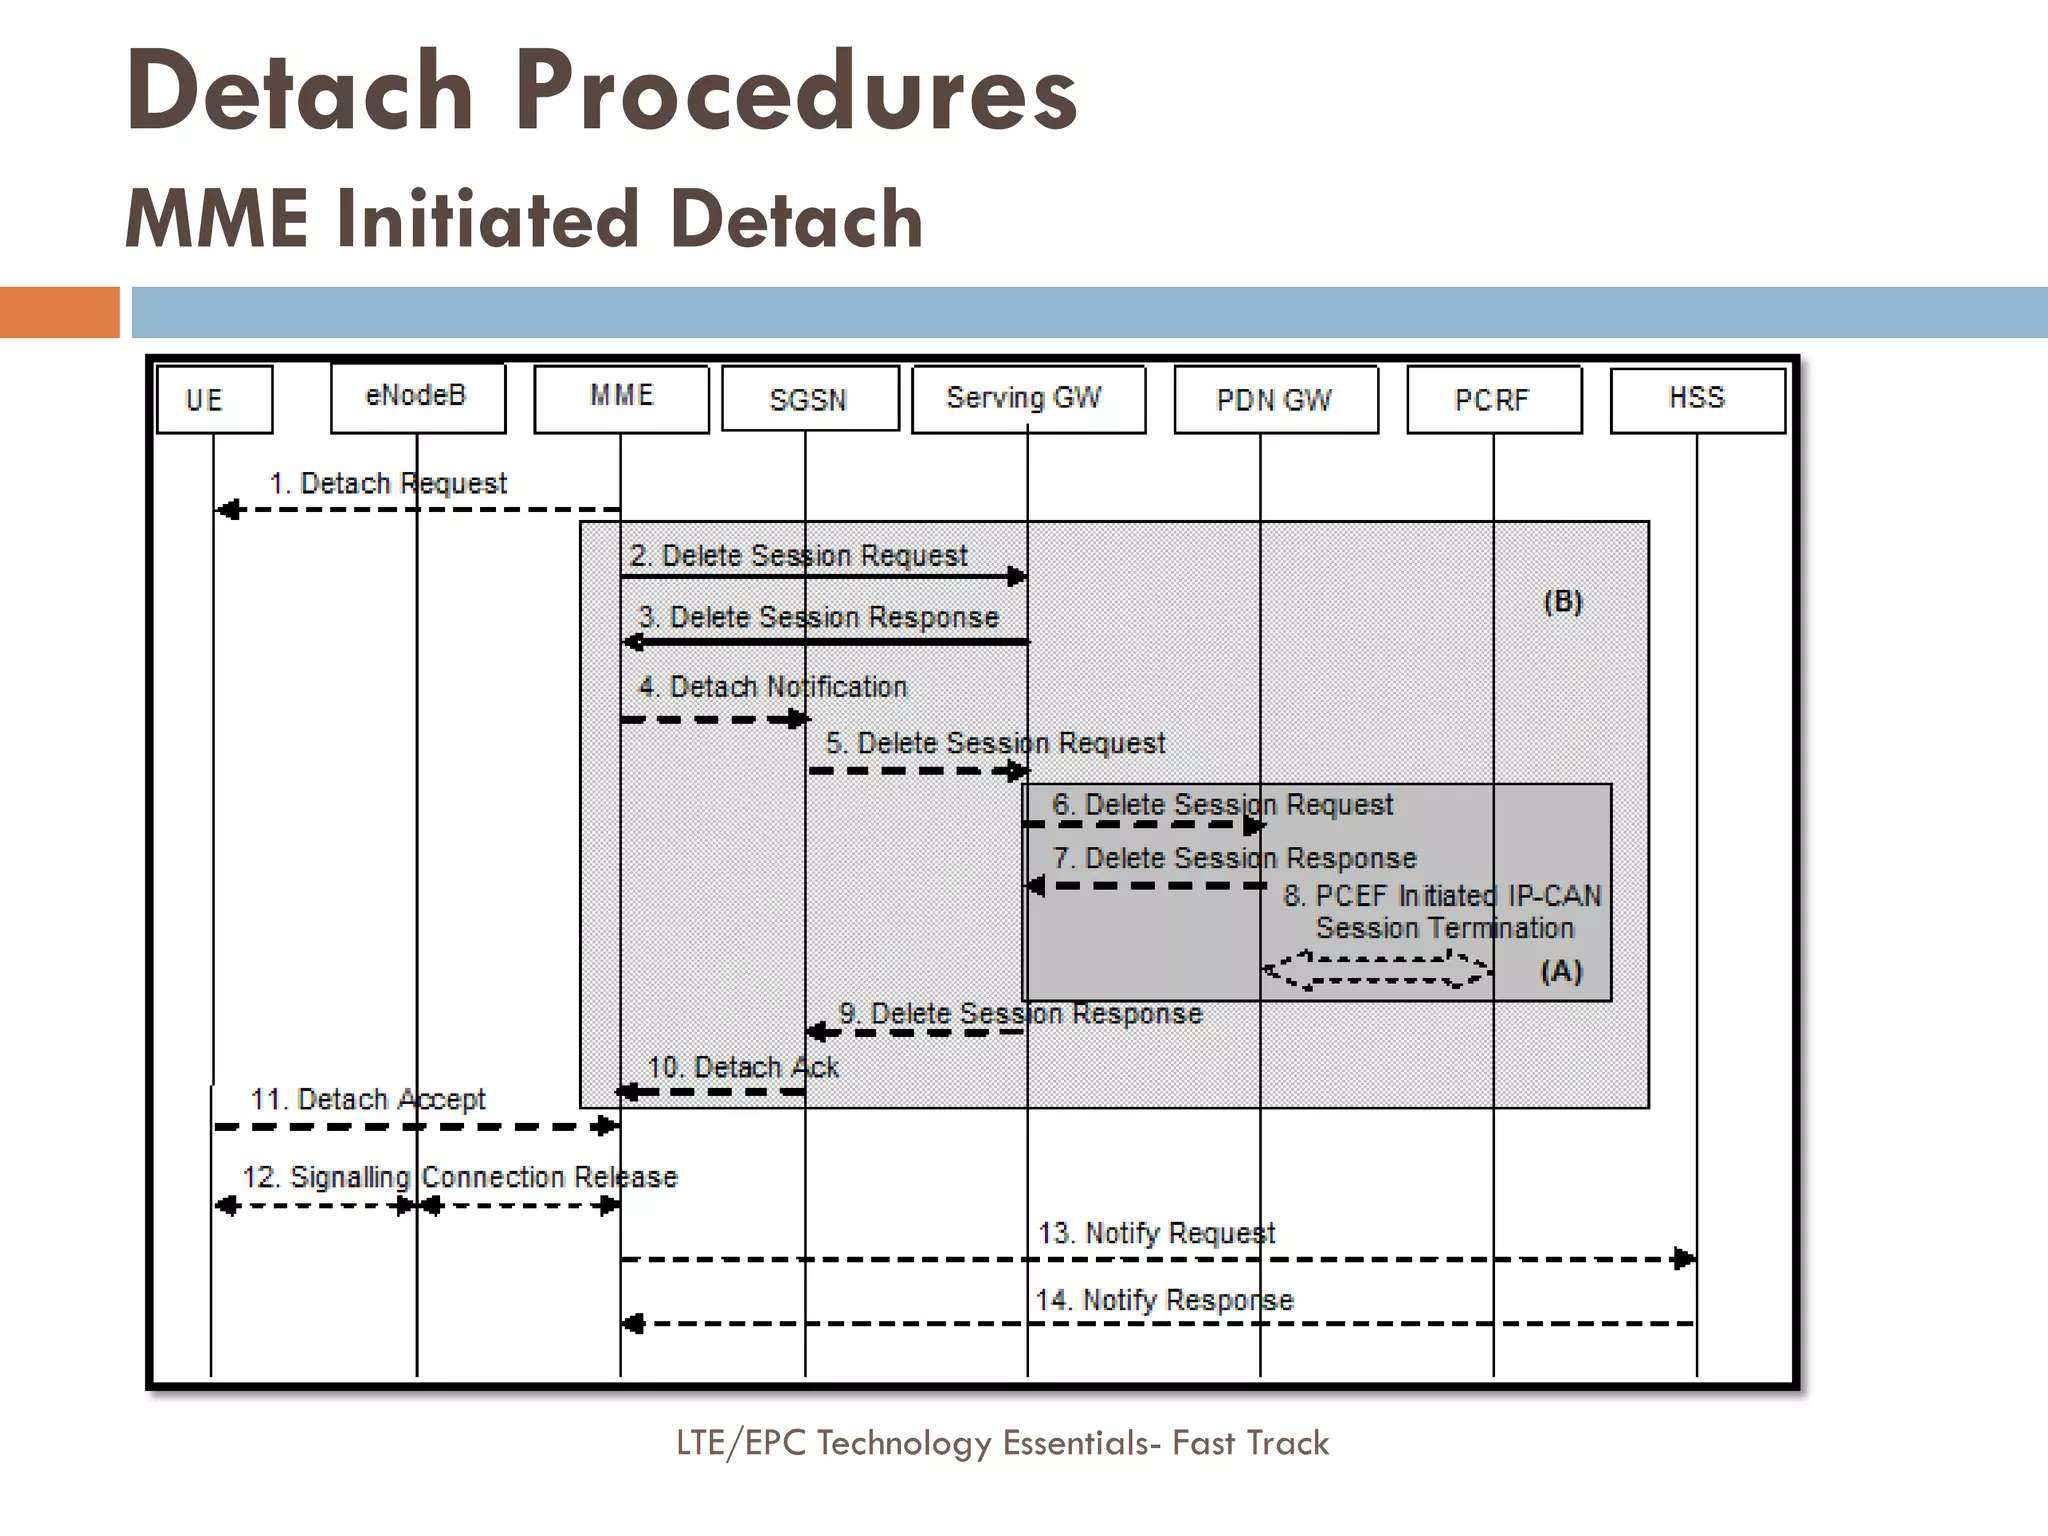 Detach Procedures
MME Initiated Detach
UE
eNodeB
MME
SGSN
Serving GW
PDN GW
PCRF
HSS
1. Detach Request
2. Delete Session Request
(B)
3. Delete Session Response
4. Detach Notification
5. Delete Session Request
6. Delete Session Request
7. Delete Session Response
8. PCEF Initiated IP-CAN
Session Termination
(A)
9. Delete Session Response
10. Detach Ack
11. Detach Accept
12. Signalling Connection Release
13. Notify Request
14. Notify Response
LTE/EPC Technology Essentials- Fast Track